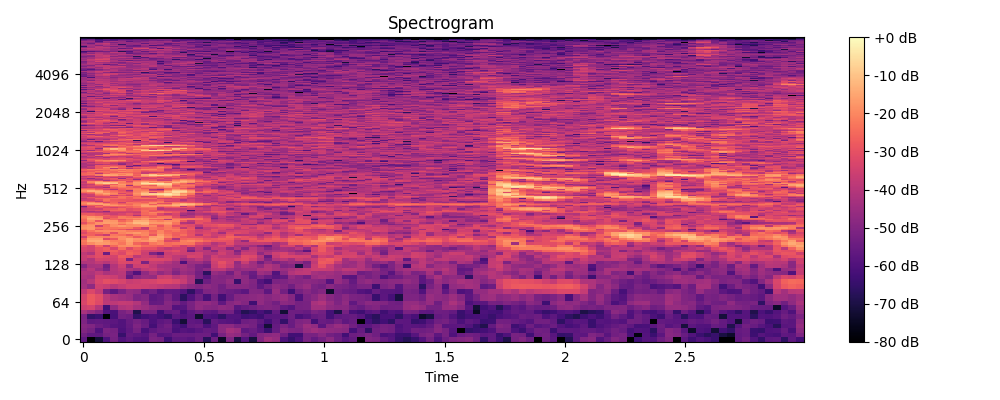 Spectrogram
Hz
4096
2048
1024
512
256
128
64
0
0
0.5
1
1.5
2
2.5
Time
+0 dB
-10 dB
-20 dB
-30 dB
-40 dB
-50 dB
-60 dB
-70 dB
-80 dB